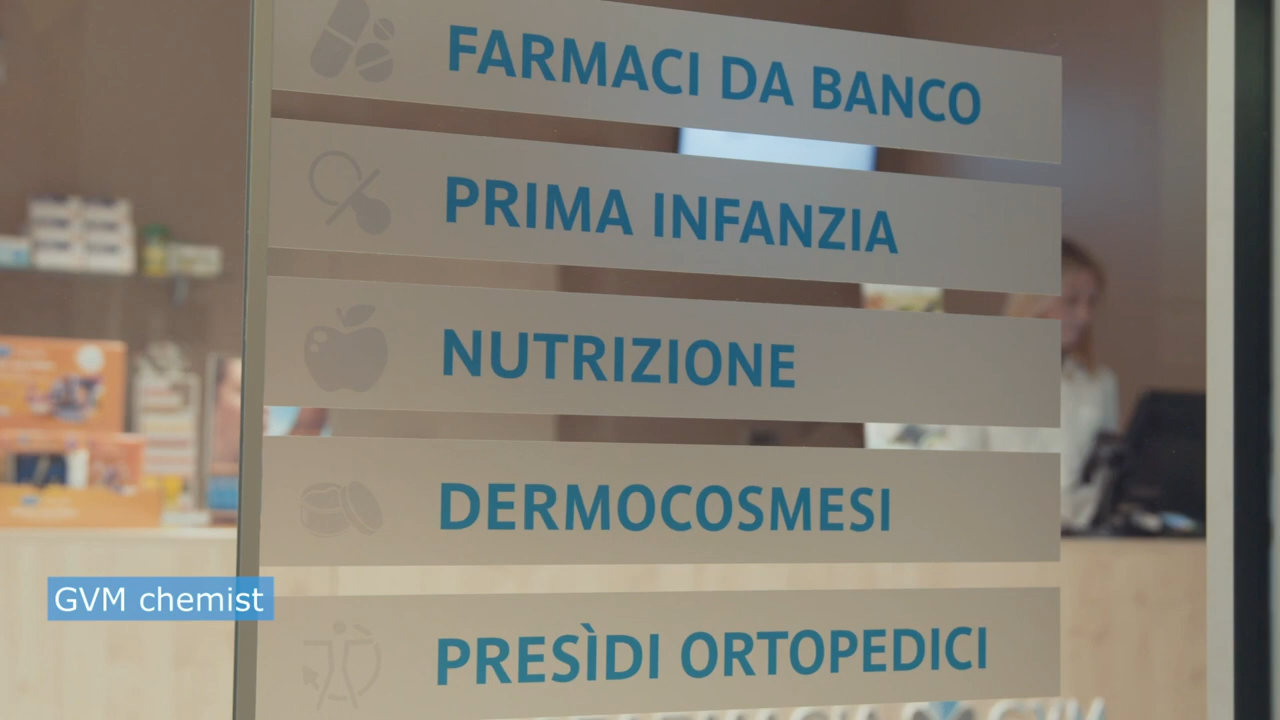 FARMACI DA BANCO
PRIMA INFANZIA
NUTRIZIONE
DERMOCOSMESI
GVM chemist
PRESÌDI ORTOPEDICI